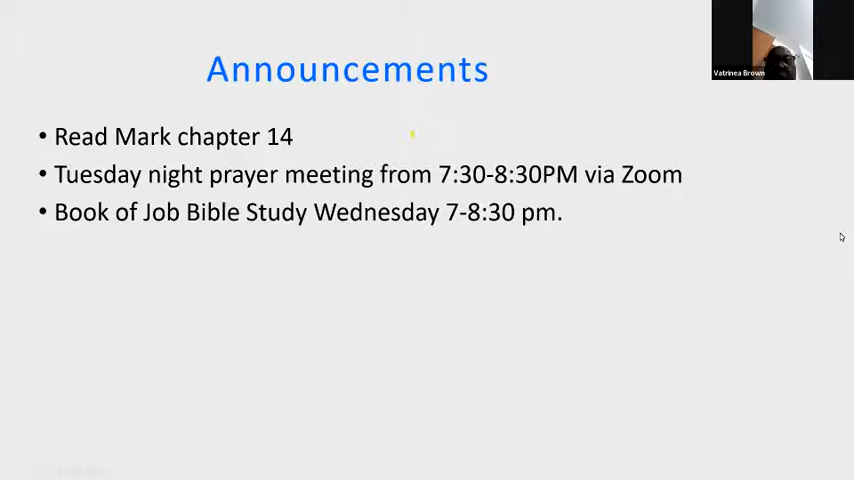 Announcements
Vatrinea Brown
• Read Mark chapter 14
• Tuesday night prayer meeting from 7:30-8:30PM via Zoom
• Book of Job Bible Study Wednesday 7-8:30 pm.